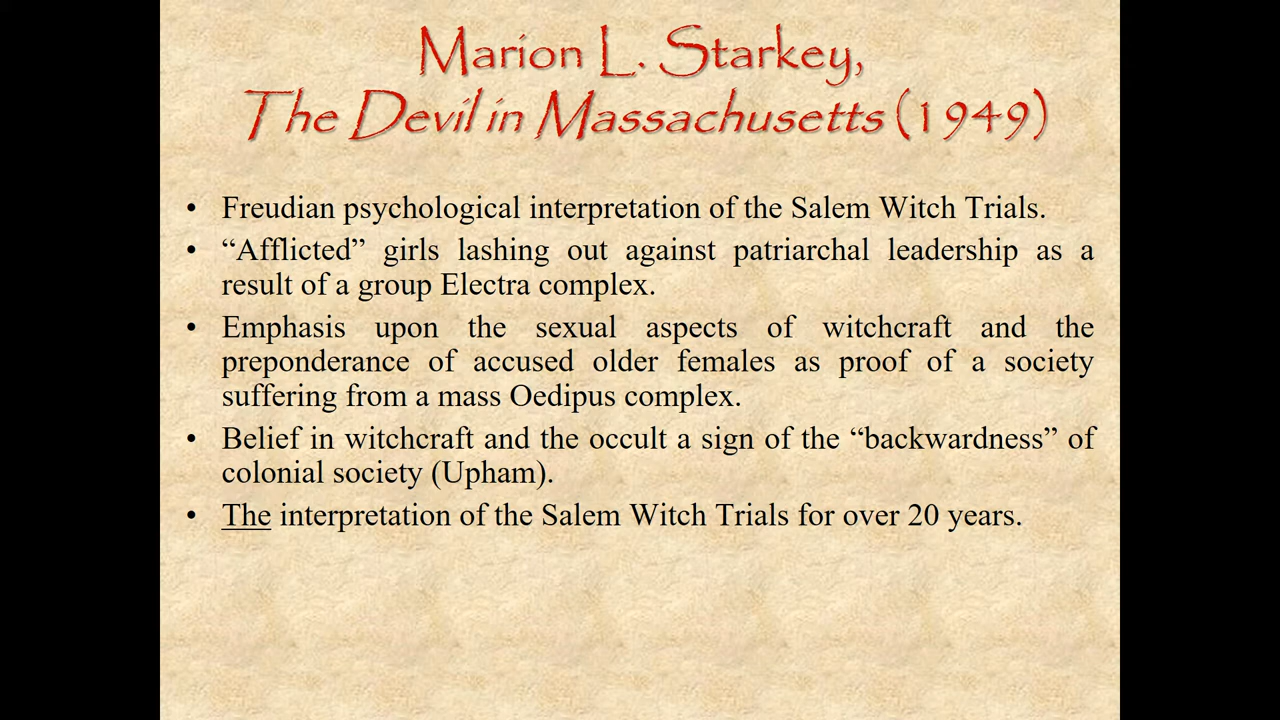 Marion L. Starkey,
The Devil in Massachusetts (1949)
• Freudian psychological interpretation of the Salem Witch Trials.
• “Afflicted” girls lashing out against patriarchal leadership as a
result of a group Electra complex.
• Emphasis upon the sexual aspects of witchcraft and the
preponderance of accused older females as proof of a society
suffering from a mass Oedipus complex.
• Belief in witchcraft and the occult a sign of the “backwardness” of
colonial society (Upham).
• The interpretation of the Salem Witch Trials for over 20 years.